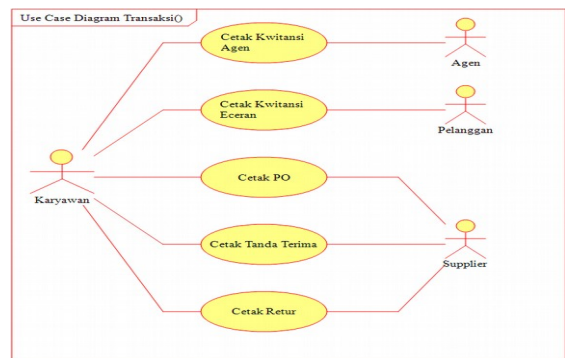 Use Case Diagram Transaksi()
Cetak Kwitansi
Agen
Agen
Cetak Kwitansi
Eceran
Pelanggan
Karyawan
Cetak PO
Cetak Tanda Terima
Supplier
Cetak Retur